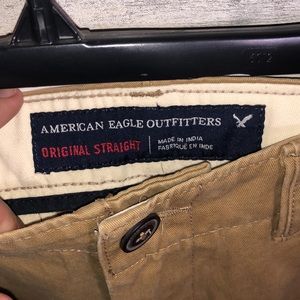 AMERICAN EAGLE OUTFITTERS
ORIGINAL STRAIGHT
MADE IN INDIA
FABRIQUÉ EN INDE